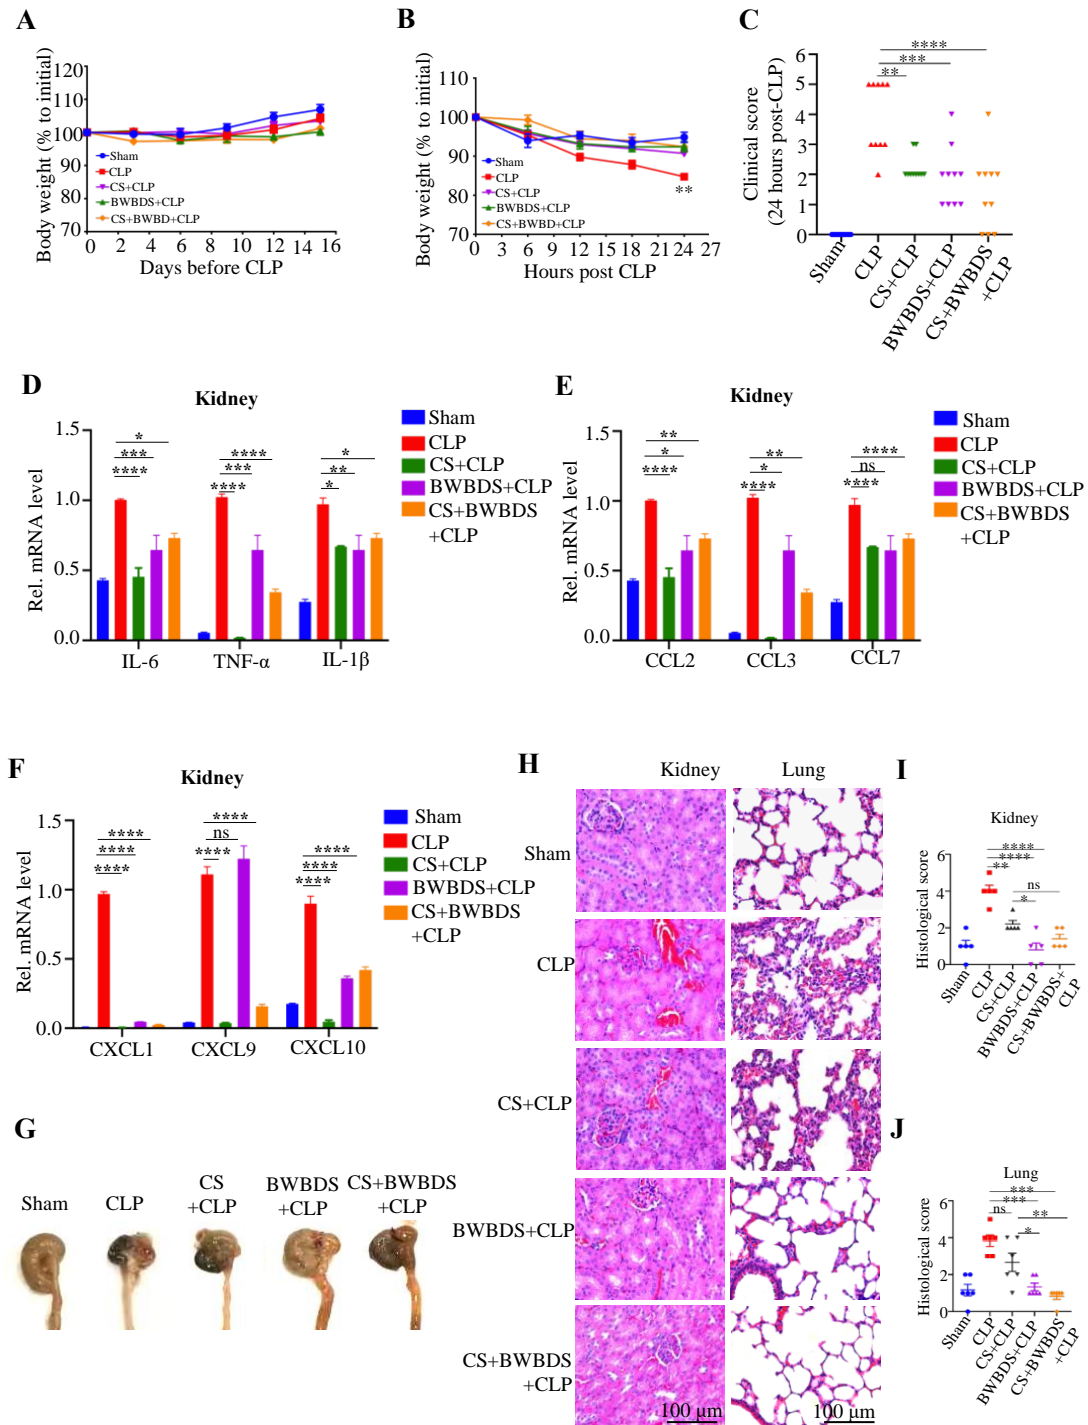 A
Body weight (% to initial)
120
110
100
90
80
70
Sham
CLP
CS+CLP
BWBDS+CLP
CS+BWBD+CLP
0 2 4 6 8 10 12 14 16
Days before CLP
B
Body weight (% to initial)
110
100
90
80
70
Sham
CLP
CS+CLP
BWBDS+CLP
CS+BWBD+CLP
**
0 3 6 9 12 15 18 21 24 27
Hours post CLP
C
Clinical score
(24 hours post-CLP)
6
5
4
3
2
1
0
****
***
**
Sham
CLP
CS+CLP
BWBDS+CLP
CS+BWBDS
+CLP
D
Kidney
Rel. mRNA level
1.5
1.0
0.5
0.0
*
***
****
****
***
****
*
**
*
IL-6 TNF-α IL-1β
Sham
CLP
CS+CLP
BWBDS+CLP
CS+BWBDS
+CLP
E
Kidney
Rel. mRNA level
1.5
1.0
0.5
0.0
**
*
****
**
*
****
****
ns
****
CCL2 CCL3 CCL7
Sham
CLP
CS+CLP
BWBDS+CLP
CS+BWBDS
+CLP
F
Kidney
Rel. mRNA level
1.5
1.0
0.5
0.0
****
****
****
****
ns
****
****
****
****
CXCL1 CXCL9 CXCL10
Sham
CLP
CS+CLP
BWBDS+CLP
CS+BWBDS
+CLP
G
Sham
CLP
CS
+CLP
BWBDS
+CLP
CS+BWBDS
+CLP
H
Kidney Lung
Sham
CLP
CS+CLP
BWBDS+CLP
CS+BWBDS
+CLP
100 μm
100 μm
I
Kidney
Histological score
6
4
2
0
****
****
**
ns
*
Sham
CLP
CS+CLP
BWBDS+CLP
CS+BWBDS+
CLP
J
Lung
Histological score
6
4
2
0
***
***
ns
**
*
Sham
CLP
CS+CLP
BWBDS+CLP
CS+BWBDS
+CLP